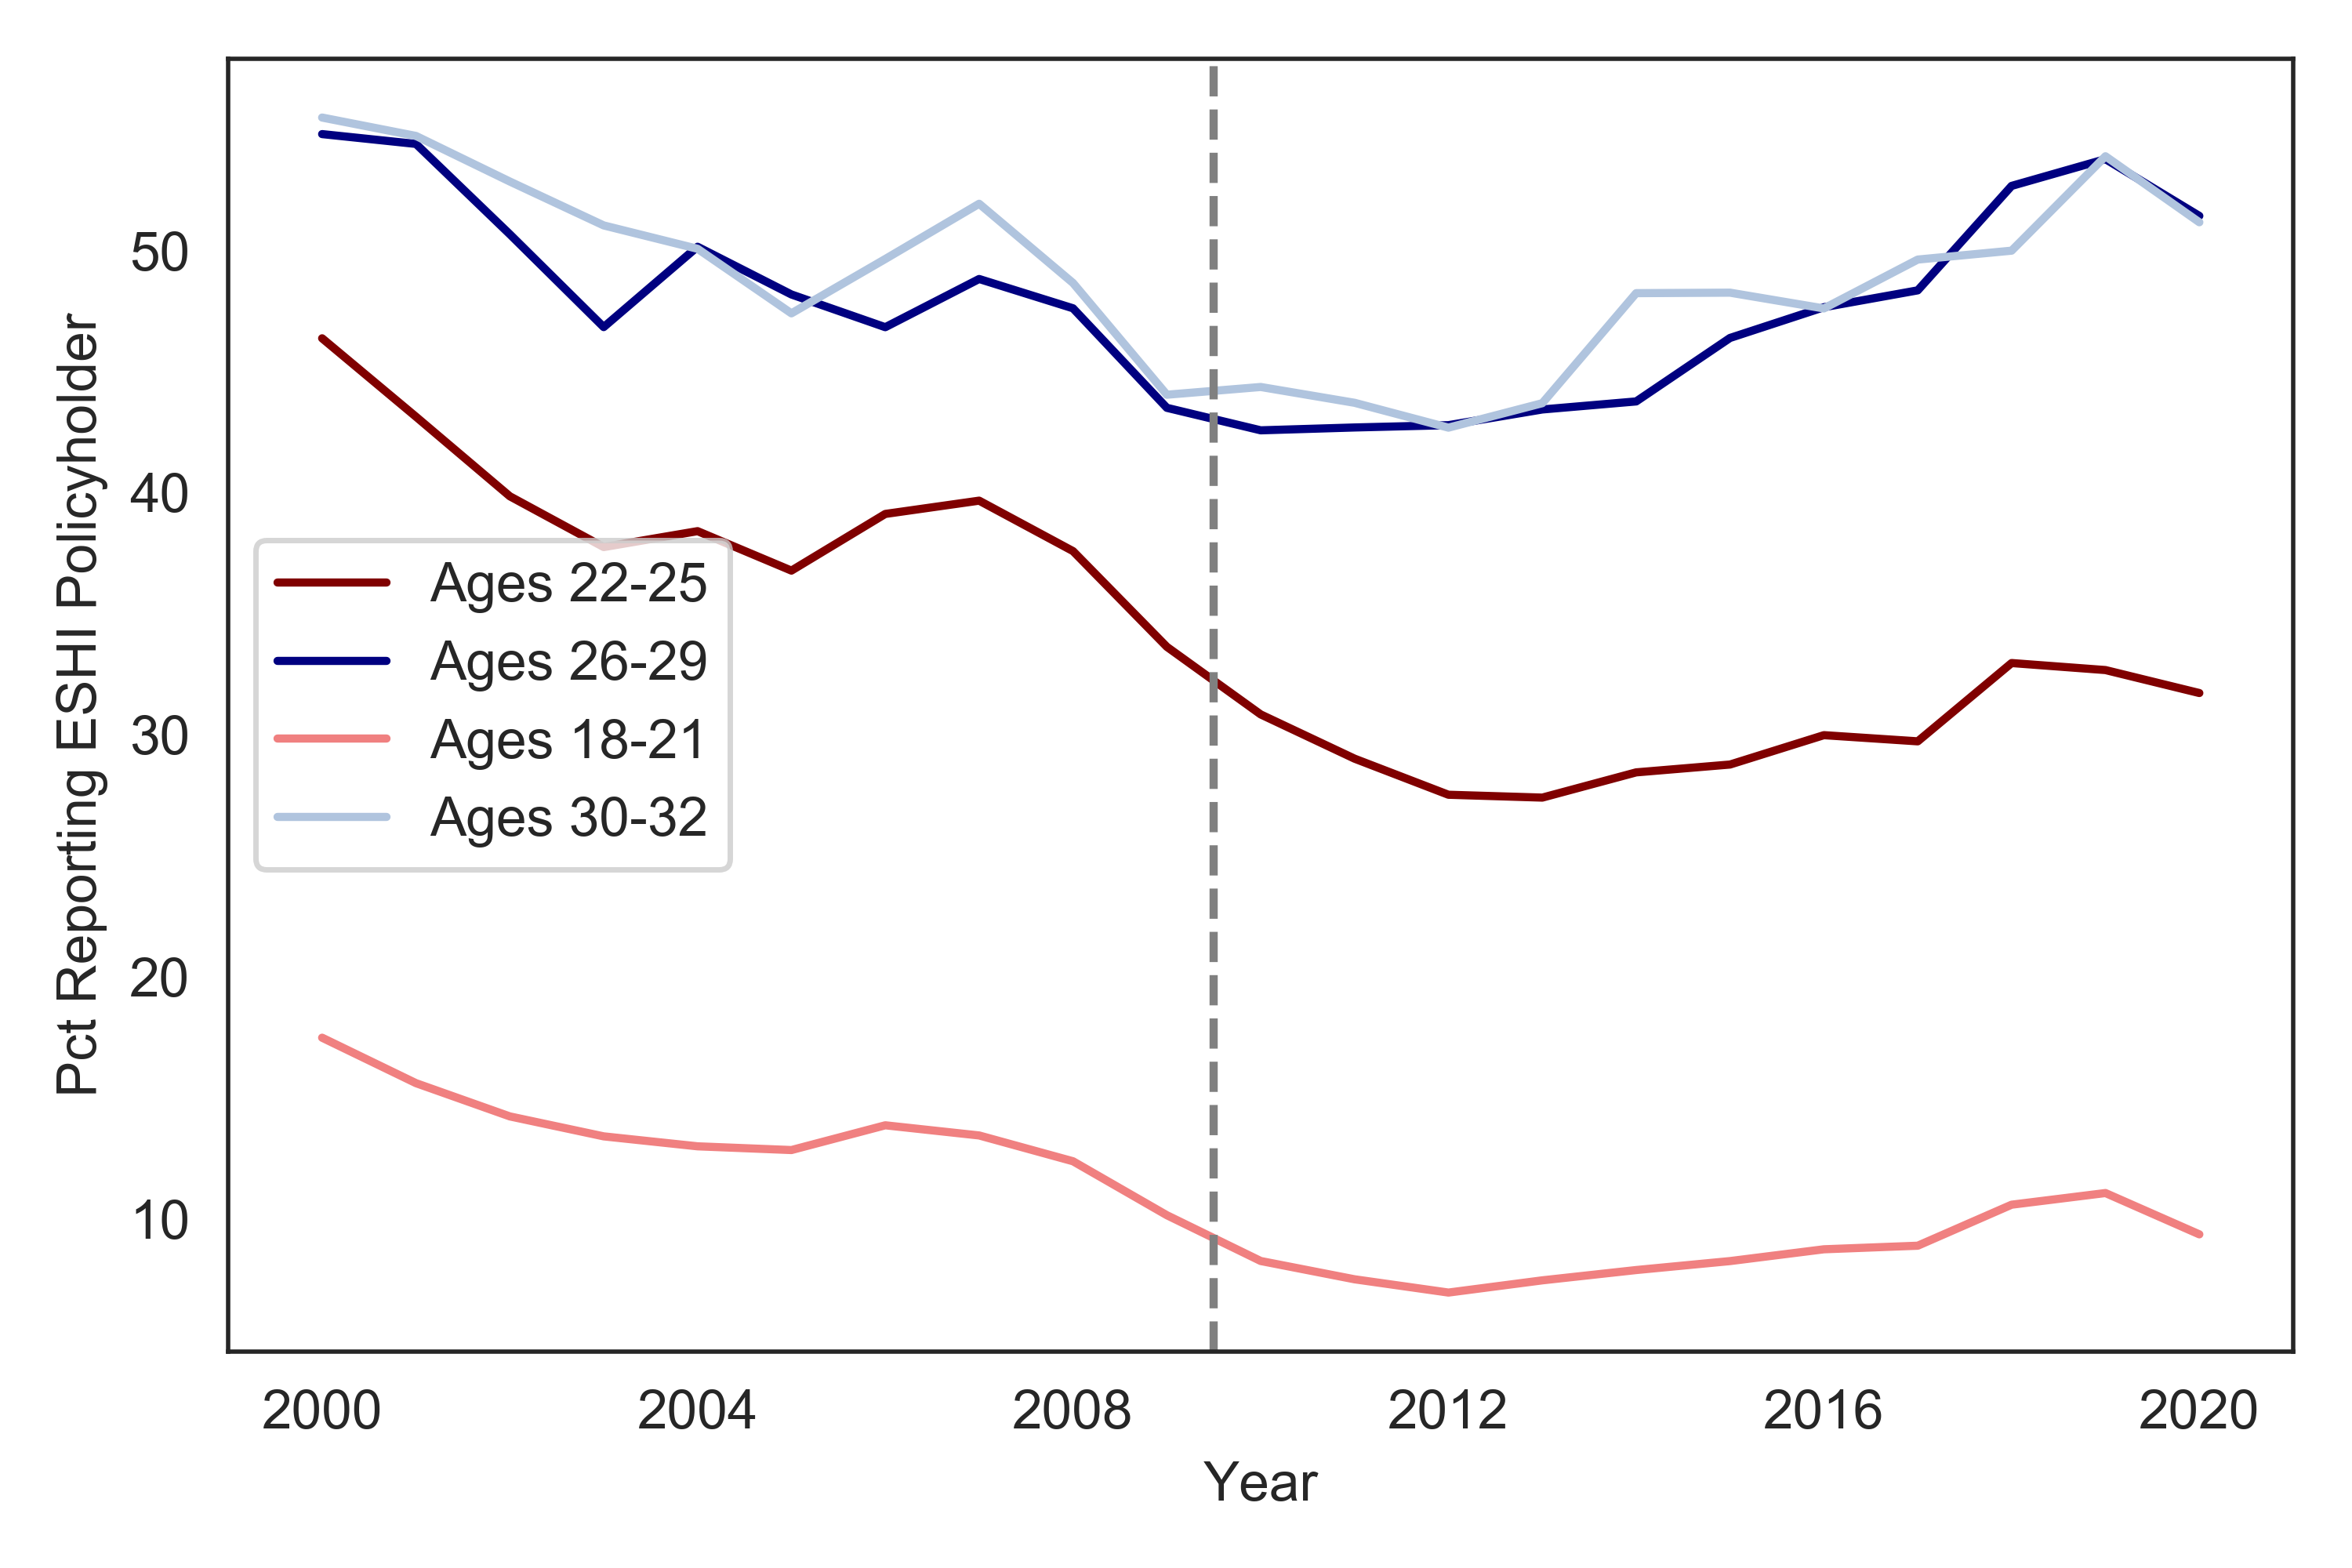 Pct Reporting ESHI Policyholder
50
40
30
20
10
Ages 22-25
Ages 26-29
Ages 18-21
Ages 30-32
2000 2004 2008 2012 2016 2020
Year